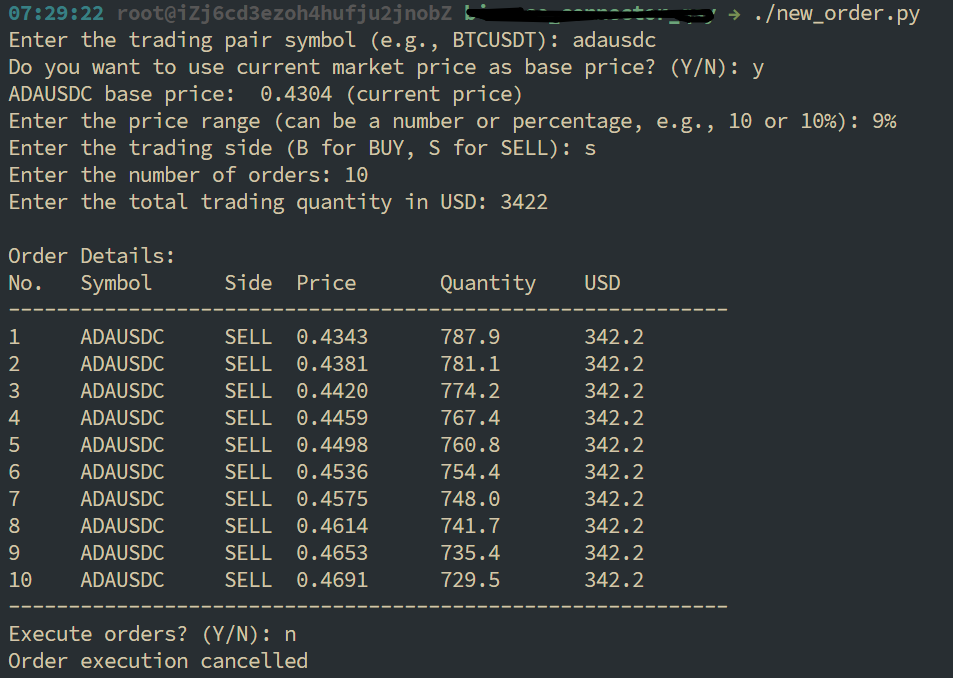 07:29:22 root@iZj6cd3ezoh4hufju2jnobZ → ./new_order.py
Enter the trading pair symbol (e.g., BTCUSDT): adausdc
Do you want to use current market price as base price? (Y/N): y
ADAUSDC base price:  0.4304 (current price)
Enter the price range (can be a number or percentage, e.g., 10 or 10%): 9%
Enter the trading side (B for BUY, S for SELL): s
Enter the number of orders: 10
Enter the total trading quantity in USD: 3422
Order Details:
No.   Symbol      Side  Price       Quantity    USD
------------------------------------------------------------
1     ADAUSDC     SELL  0.4343      787.9       342.2
2     ADAUSDC     SELL  0.4381      781.1       342.2
3     ADAUSDC     SELL  0.4420      774.2       342.2
4     ADAUSDC     SELL  0.4459      767.4       342.2
5     ADAUSDC     SELL  0.4498      760.8       342.2
6     ADAUSDC     SELL  0.4536      754.4       342.2
7     ADAUSDC     SELL  0.4575      748.0       342.2
8     ADAUSDC     SELL  0.4614      741.7       342.2
9     ADAUSDC     SELL  0.4653      735.4       342.2
10    ADAUSDC     SELL  0.4691      729.5       342.2
------------------------------------------------------------
Execute orders? (Y/N): n
Order execution cancelled